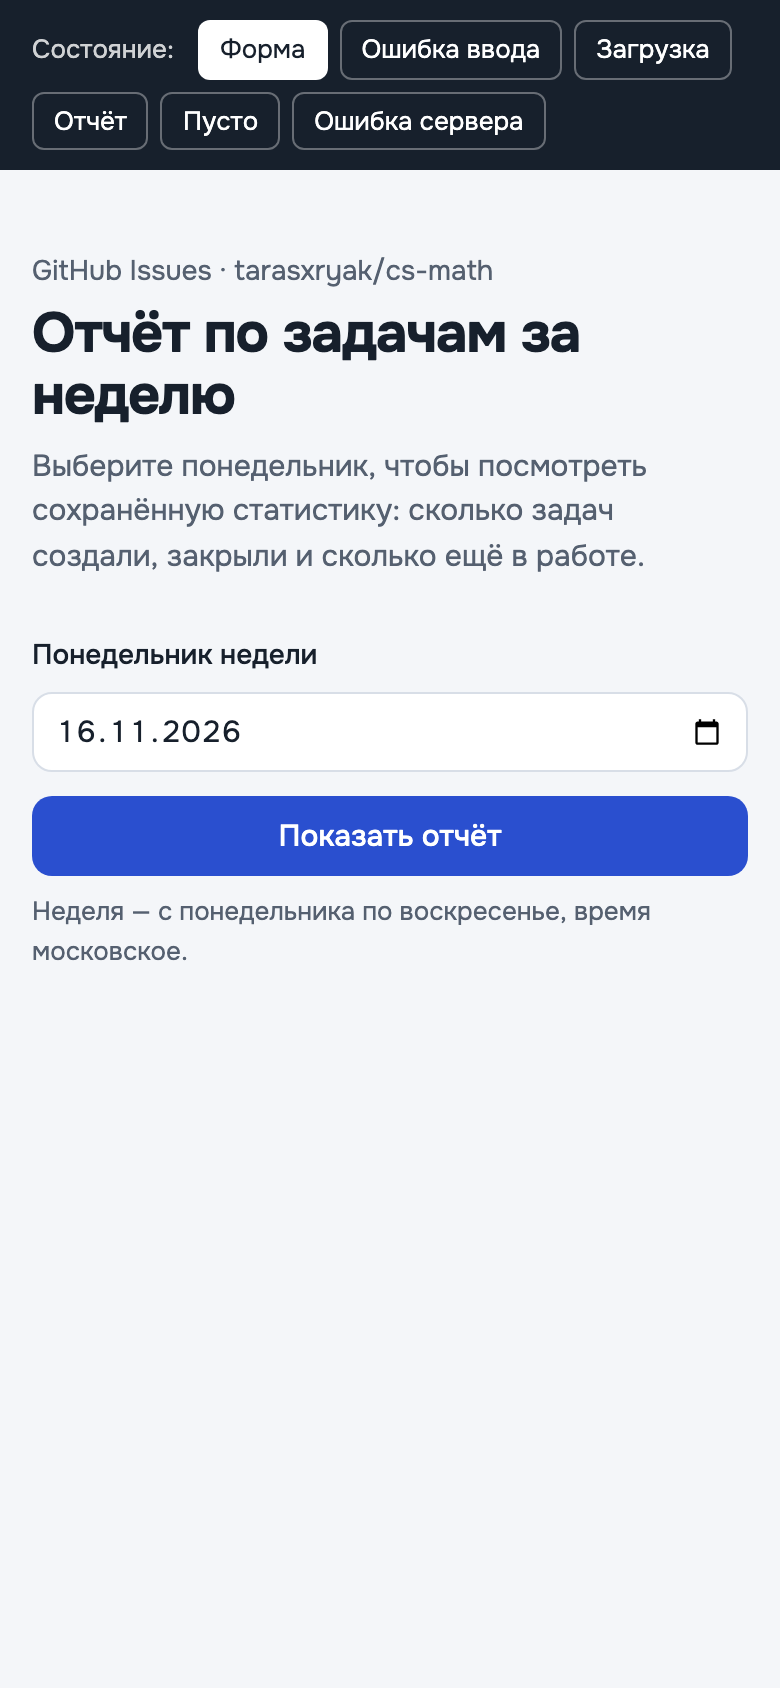 Состояние: Форма Ошибка ввода Загрузка
Отчёт Пусто Ошибка сервера
GitHub Issues · tarasxryak/cs-math
Отчёт по задачам за
неделю
Выберите понедельник, чтобы посмотреть
сохранённую статистику: сколько задач
создали, закрыли и сколько ещё в работе.
Понедельник недели
16.11.2026
Показать отчёт
Неделя — с понедельника по воскресенье, время
московское.